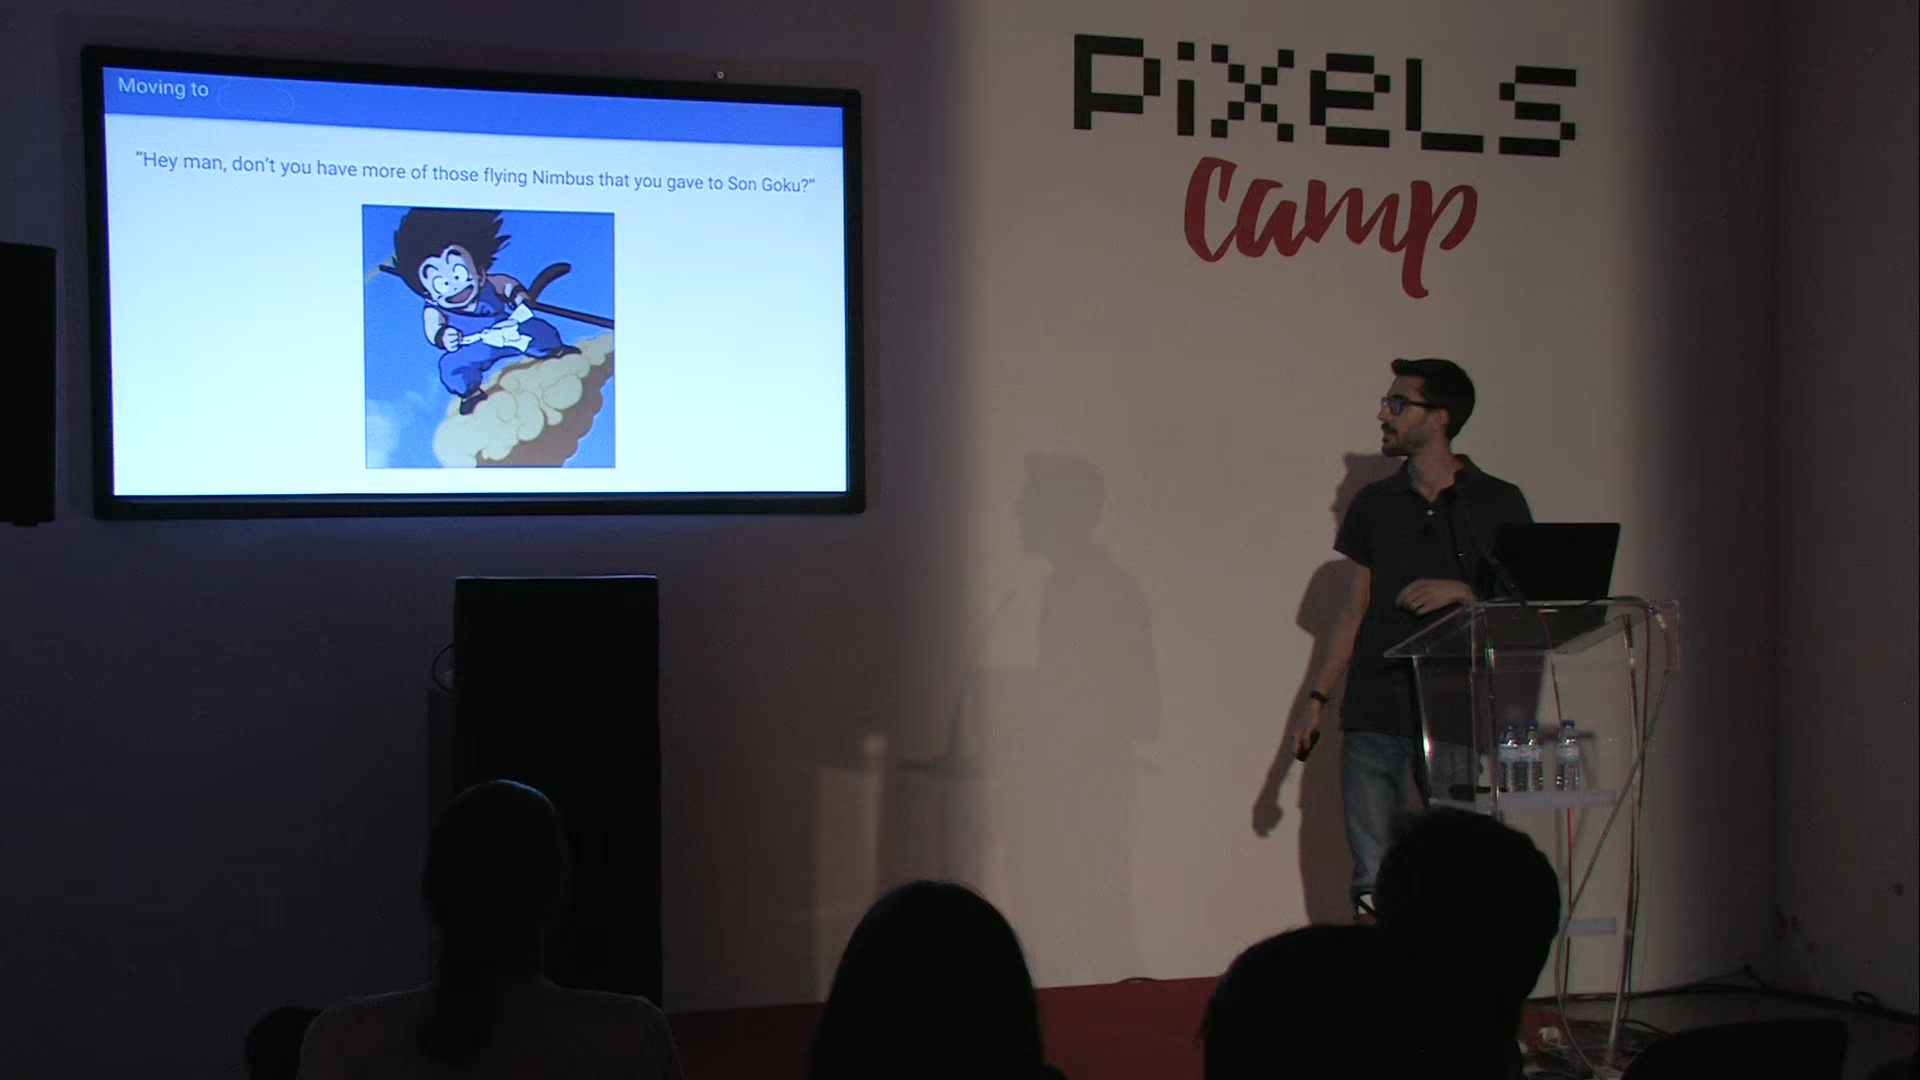 Moving to
“Hey man, don’t you have more of those flying Nimbus that you gave to Son Goku?”
PixELS
camp